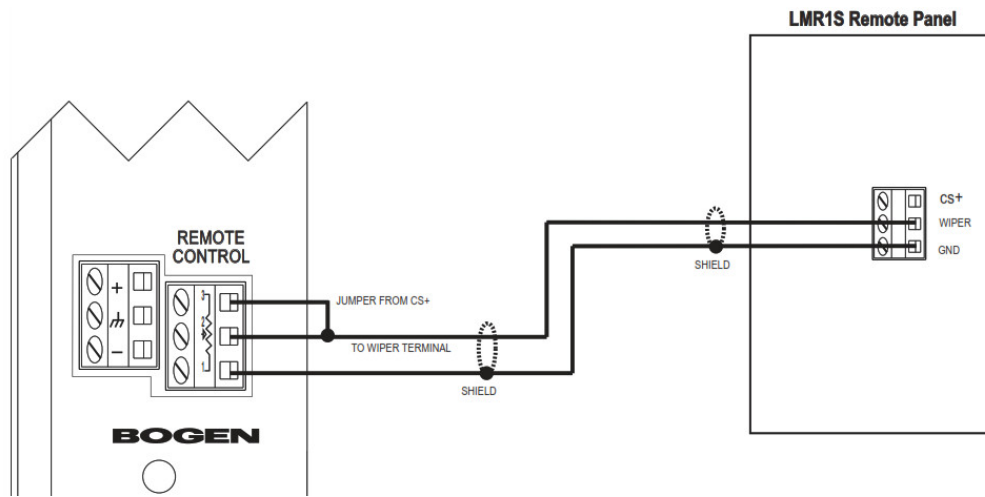 LMR1S Remote Panel
CS+
WIPER
GND
SHIELD
REMOTE
CONTROL
+
−
JUMPER FROM CS+
TO WIPER TERMINAL
SHIELD
BOGEN